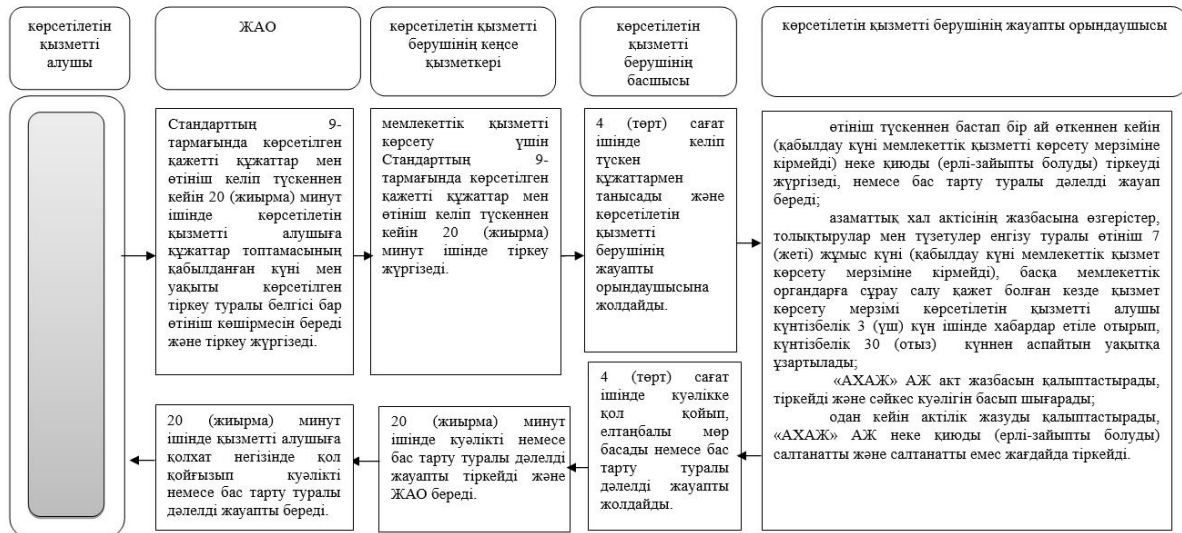 көрсетілетін
қызметті
алушы
ЖАО
көрсетілетін қызметті
берушінің кеңсе
қызметкері
көрсетілетін
қызметті
берушінің
басшысы
көрсетілетін қызметті берушінің жауапты орындаушысы
Стандарттың 9-
тармағында көрсетілген
қажетті құжаттар мен
өтініш келіп түскеннен
кейін 20 (жиырма) минут
ішінде көрсетілетін
қызметті алушыға
құжаттар топтамасының
қабылданған күні мен
уақыты көрсетілген
тіркеу туралы белгісі бар
өтініш көшірмесін береді
және тіркеу жүргізеді.
мемлекеттік қызметті
көрсету үшін
Стандарттың 9-
тармағында көрсетілген
қажетті құжаттар мен
өтініш келіп түскеннен
кейін 20 (жиырма)
минут ішінде тіркеу
жүргізеді.
4 (төрт) сағат
ішінде келіп
түскен
құжаттармен
танысады және
көрсетілетін
қызметті
берушінің
жауапты
орындаушысына
жолдайды.
өтініш түскеннен бастап бір ай өткеннен кейін
(қабылдау күні мемлекеттік қызметті көрсету мерзіміне
кірмейді) неке қиюды (ерлі-зайыпты болуды) тіркеуді
жүргізеді, немесе бас тарту туралы дәлелді жауап
береді;
азаматтық хал актісінің жазбасына өзгерістер,
толықтырулар мен түзетулер енгізу туралы өтініш 7
(жеті) жұмыс күні (қабылдау күні мемлекеттік қызмет
көрсету мерзіміне кірмейді), басқа мемлекеттік
органдарға сұрау салу қажет болған кезде қызмет
көрсету мерзімі көрсетілетін қызметті алушы
күнтізбелік 3 (үш) күн ішінде хабардар етіле отырып,
күнтізбелік 30 (отыз) күннен аспайтын уақытқа
ұзартылады;
«АХАЖ» АЖ акт жазбасын қалыптастырады,
тіркейді және сәйкес куәлігін басып шығарады;
одан кейін актілік жазуды қалыптастырады,
«АХАЖ» АЖ неке қиюды (ерлі-зайыпты болуды)
салтанатты және салтанатты емес жағдайда тіркейді.
4 (төрт) сағат
ішінде куәлікке
қол қойып,
елтаңбалы мөр
басады немесе бас
тарту туралы
дәлелді жауапты
жолдайды.
20 (жиырма) минут
ішінде куәлікті немесе
бас тарту туралы дәлелді
жауапты тіркейді және
ЖАО береді.
20 (жиырма) минут
ішінде қызметті алушыға
қолхат негізінде қол
қойғызып куәлікті
немесе бас тарту туралы
дәлелді жауапты береді.